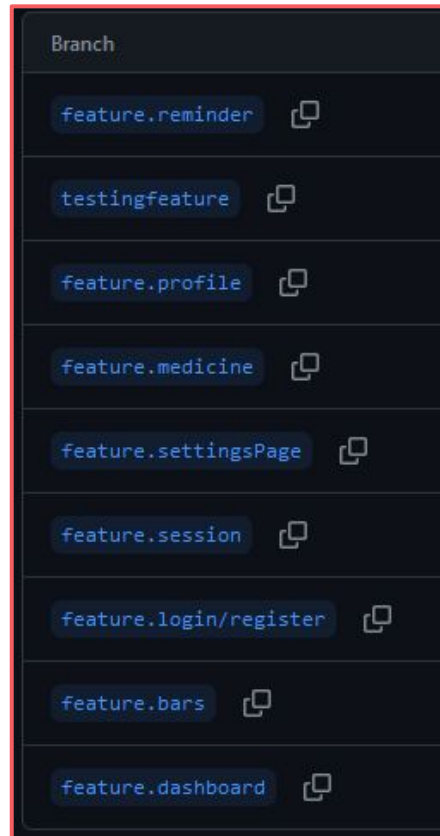 Branch
feature.reminder
testingfeature
feature.profile
feature.medicine
feature.settingsPage
feature.session
feature.login/register
feature.bars
feature.dashboard